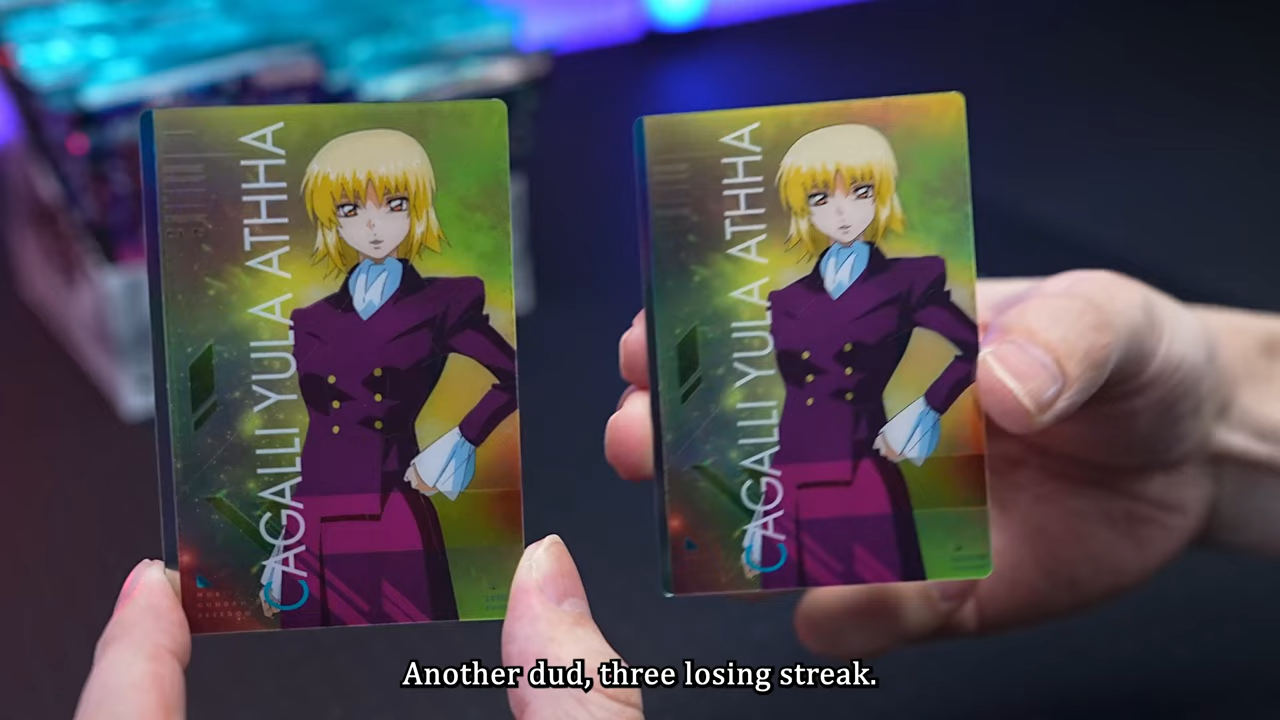 CAGALLI YULA ATHHA
CAGALLI YULA ATHHA
Another dud, three losing streak.